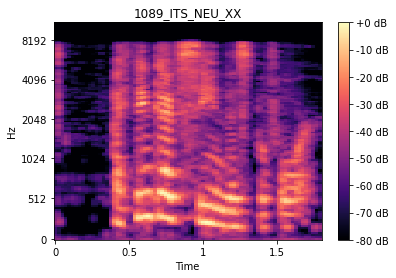 1089_ITS_NEU_XX
+0 dB
8192
-10 dB
4096
-20 dB
-30 dB
2048
Hz
-40 dB
1024
-50 dB
-60 dB
512
-70 dB
0
-80 dB
0 0.5 1 1.5
Time